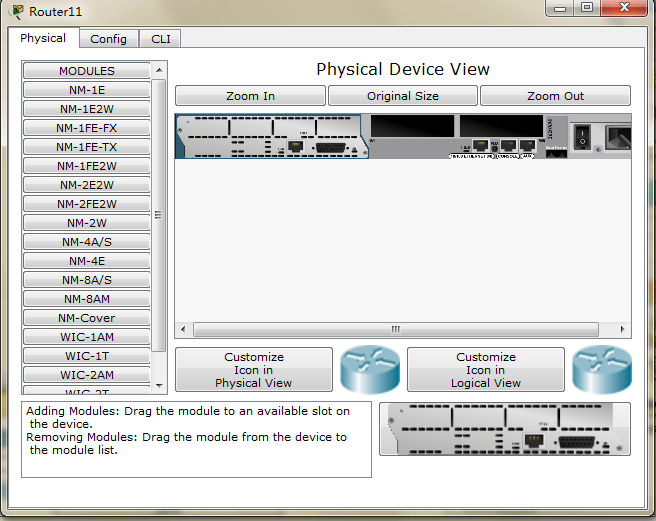 Router11
Physical
Config
CLI
MODULES
NM-1E
NM-1E2W
NM-1FE-FX
NM-1FE-TX
NM-1FE2W
NM-2E2W
NM-2FE2W
NM-2W
NM-4A/S
NM-4E
NM-8A/S
NM-8AM
NM-Cover
WIC-1AM
WIC-1T
WIC-2AM
WIC-2T
Physical Device View
Zoom In
Original Size
Zoom Out
CONSOLE
AUX
Customize
Icon in
Physical View
Customize
Icon in
Logical View
Adding Modules: Drag the module to an available slot on
the device.
Removing Modules: Drag the module from the device to
the module list.